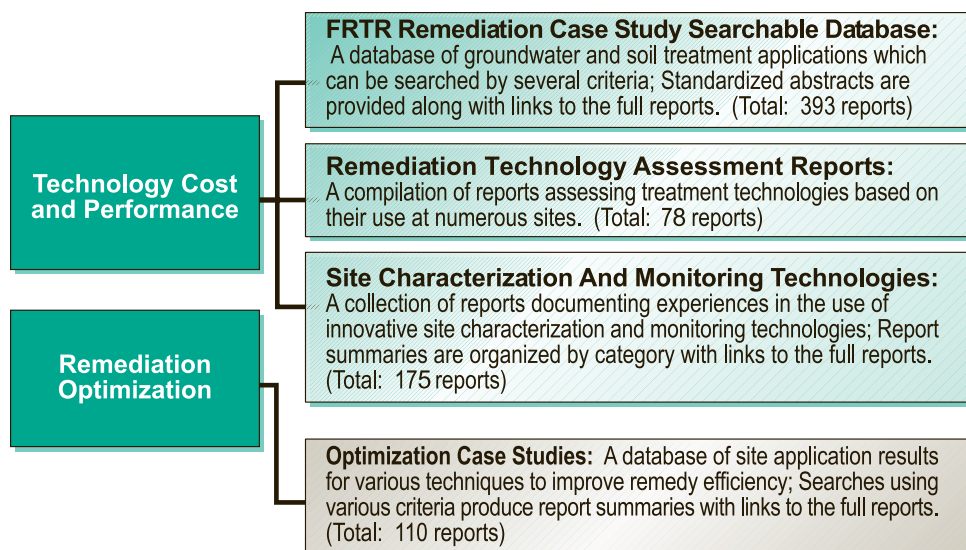 Technology Cost
and Performance
FRTR Remediation Case Study Searchable Database:
A database of groundwater and soil treatment applications which
can be searched by several criteria; Standardized abstracts are
provided along with links to the full reports. (Total: 393 reports)
Remediation Technology Assessment Reports:
A compilation of reports assessing treatment technologies based on
their use at numerous sites. (Total: 78 reports)
Site Characterization And Monitoring Technologies:
A collection of reports documenting experiences in the use of
innovative site characterization and monitoring technologies; Report
summaries are organized by category with links to the full reports.
(Total: 175 reports)
Remediation
Optimization
Optimization Case Studies: A database of site application results
for various techniques to improve remedy efficiency; Searches using
various criteria produce report summaries with links to the full reports.
(Total: 110 reports)